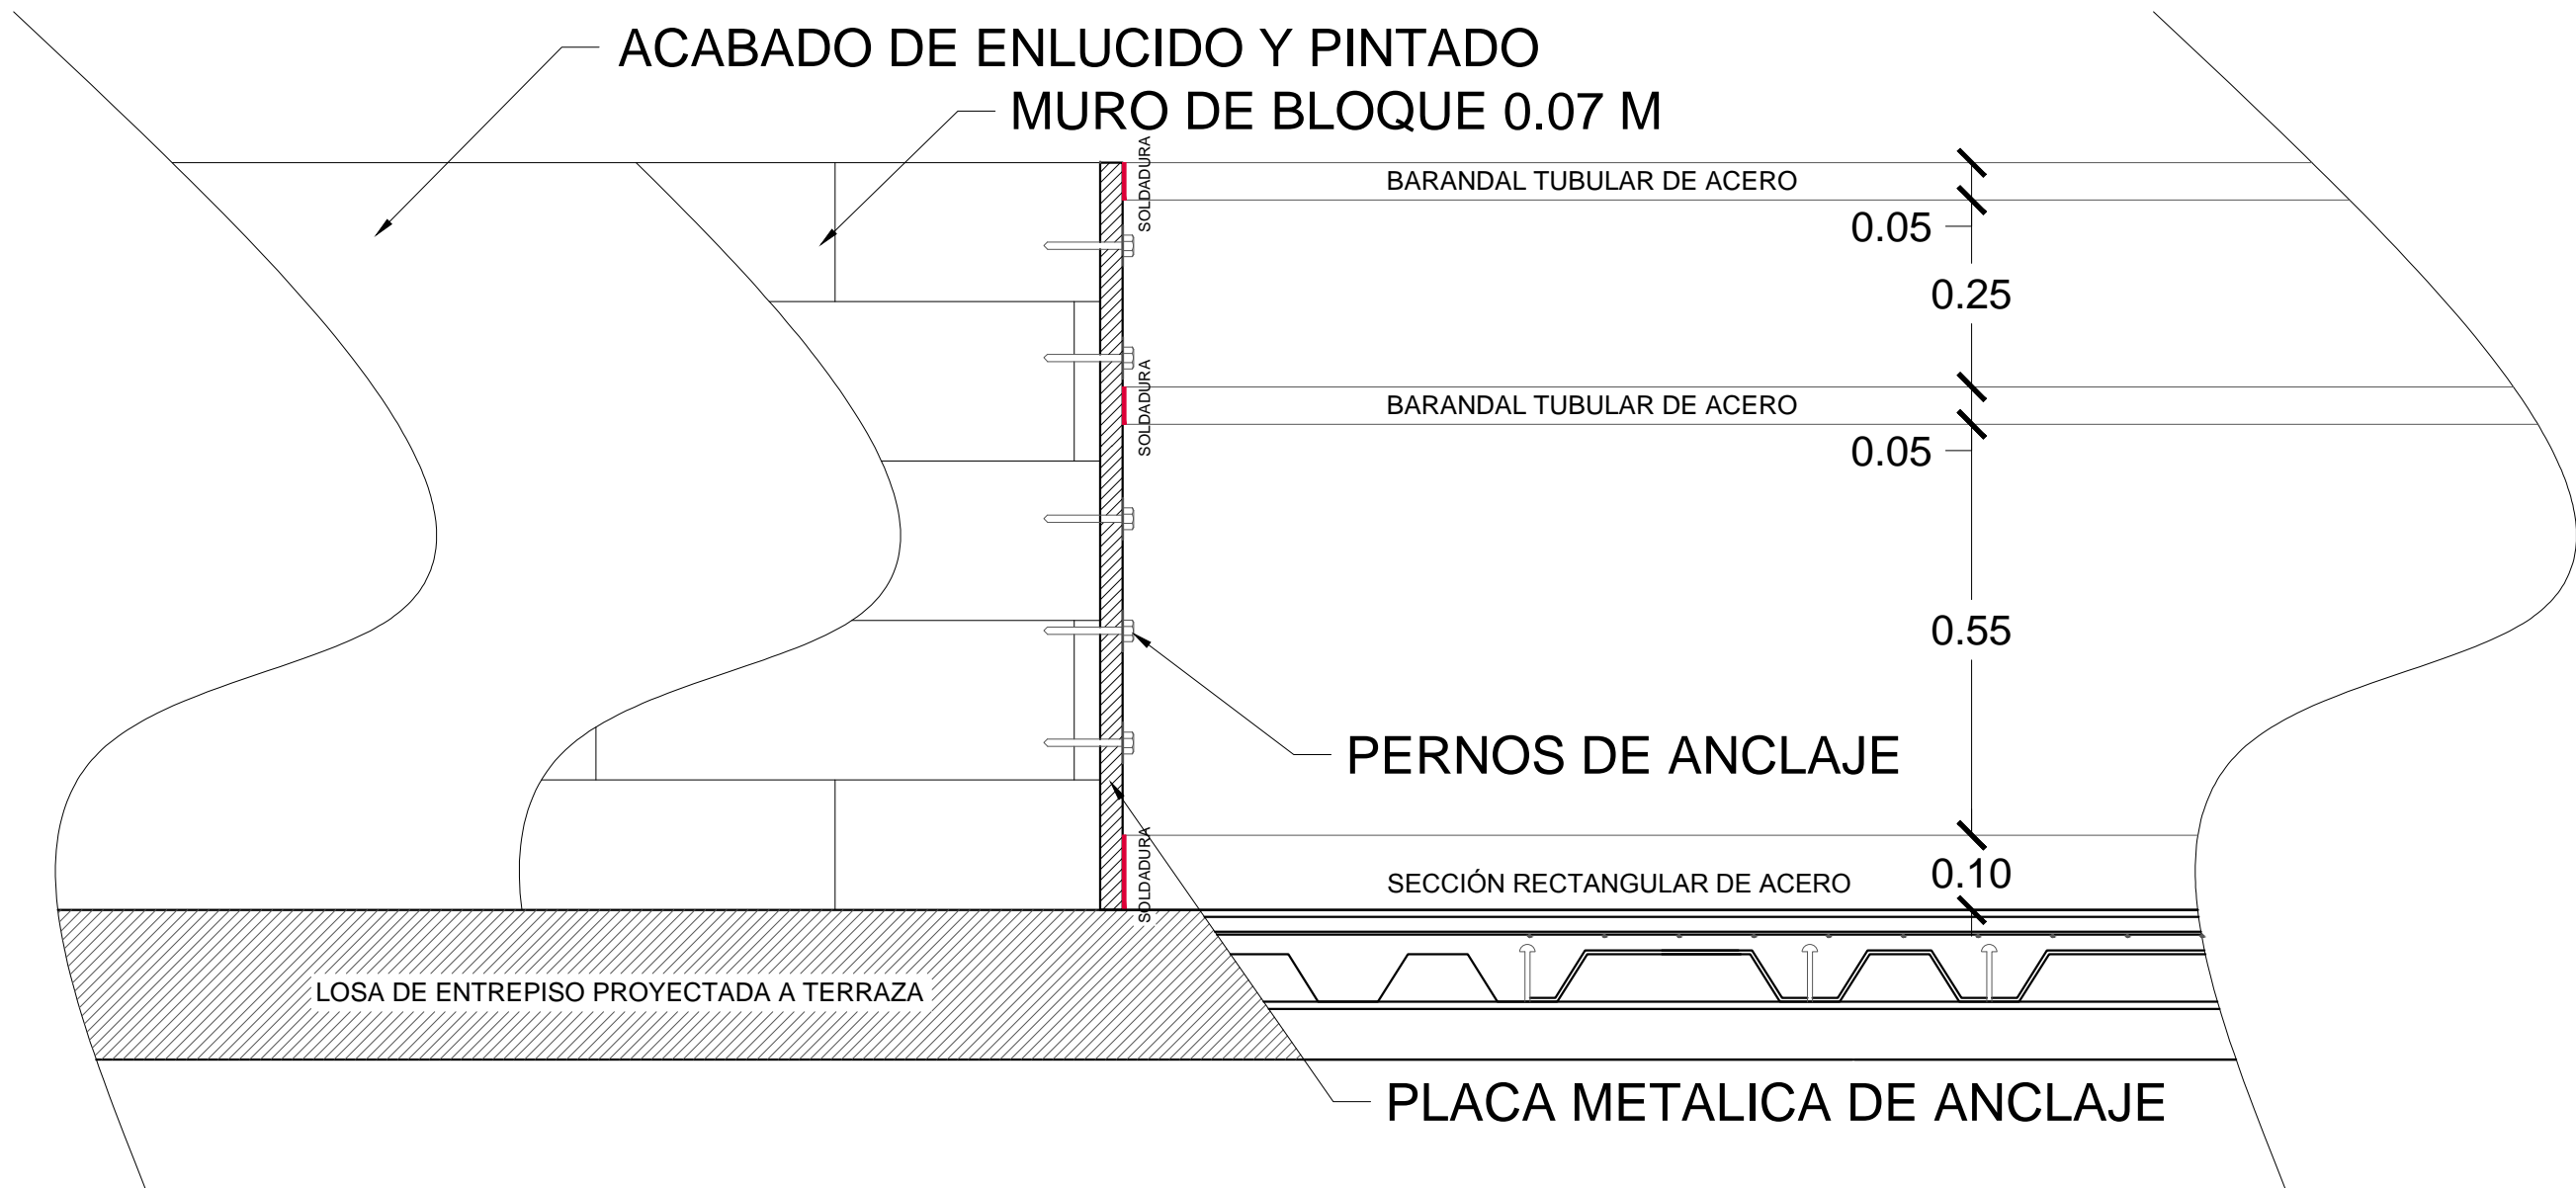 ACABADO DE ENLUCIDO Y PINTADO
MURO DE BLOQUE 0.07 M
SOLDADURA
BARANDAL TUBULAR DE ACERO
0.05
0.25
SOLDADURA
BARANDAL TUBULAR DE ACERO
0.05
0.55
PERNOS DE ANCLAJE
SOLDADURA
SECCIÓN RECTANGULAR DE ACERO
0.10
LOSA DE ENTREPISO PROYECTADA A TERRAZA
PLACA METALICA DE ANCLAJE